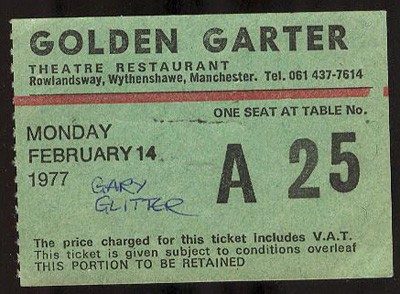 GOLDEN GARTER
THEATRE RESTAURANT
Rowlandsway, Wythenshawe, Manchester. Tel. 061 437-7614
ONE SEAT AT TABLE No.
MONDAY
FEBRUARY 14
1977
A 25
GARY
GLITTER
The price charged for this ticket includes V.A.T.
This ticket is given subject to conditions overleaf
THIS PORTION TO BE RETAINED